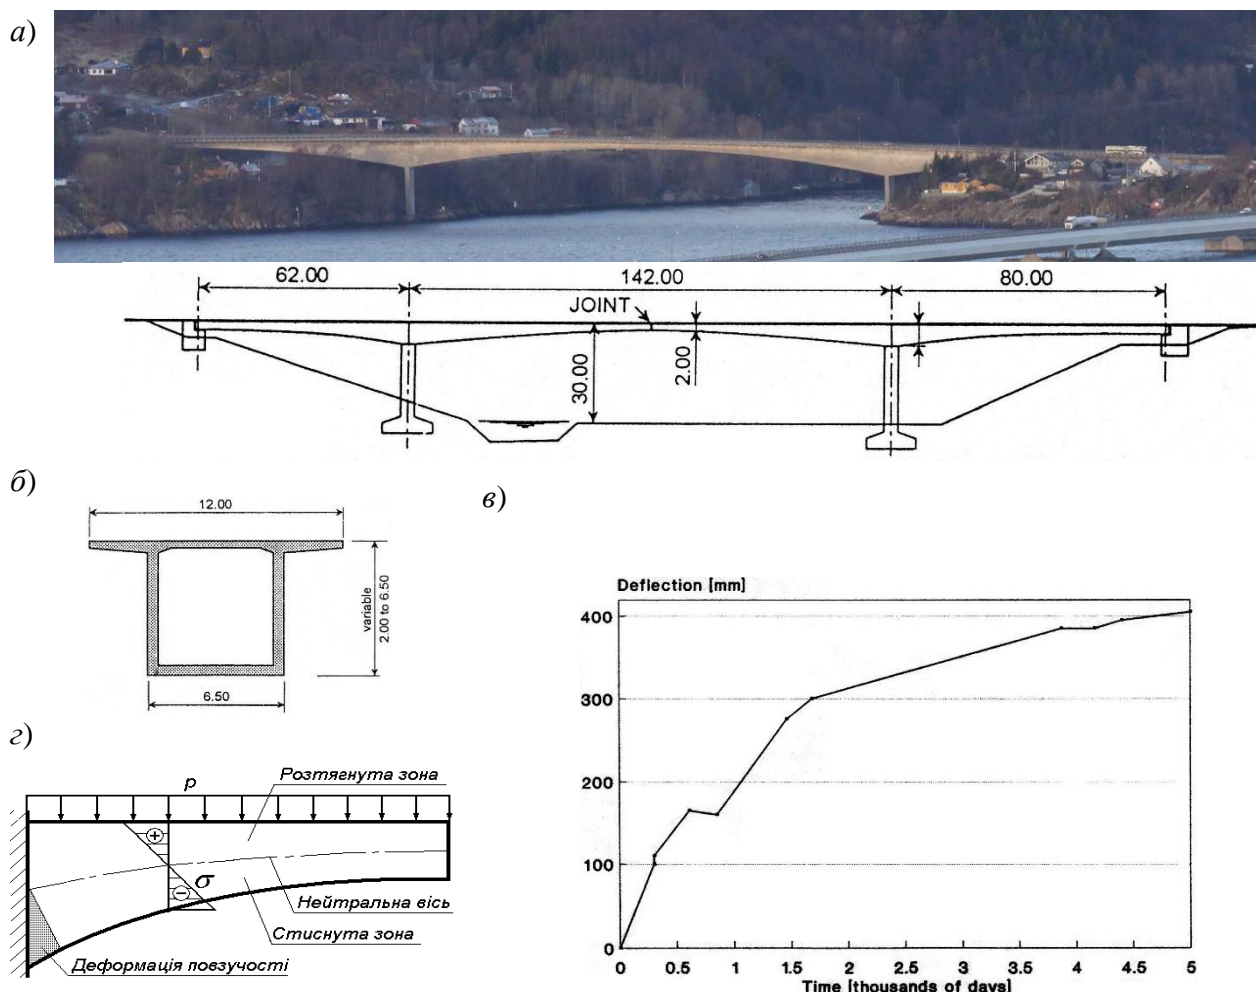 а)
62.00
142.00
80.00
JOINT
30.00
2.00
б)
12.00
variable
2.00 to 6.50
6.50
в)
Deflection [mm]
400
300
200
100
0
0 0.5 1 1.5 2 2.5 3 3.5 4 4.5 5
Time [thousands of days]
г)
p
Розтягнута зона
+
σ
−
Нейтральна вісь
Стиснута зона
Деформація повзучості